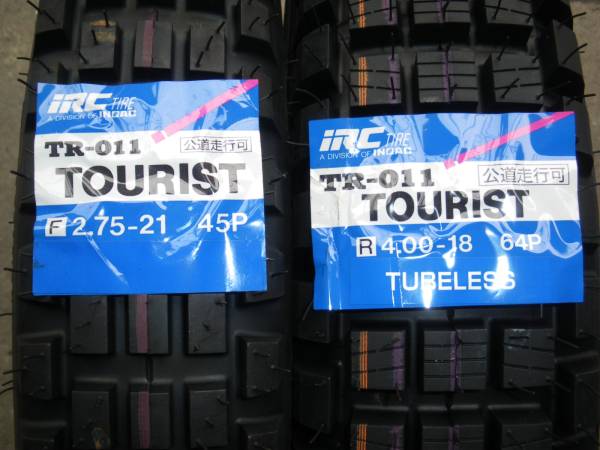 iRC TIRE
A DIVISION OF INOAC
TR-011 公道走行可
TOURIST
F 2.75-21 45P
iRC TIRE
A DIVISION OF INOAC
TR-011 公道走行可
TOURIST
R 4.00-18 64P
TUBELESS